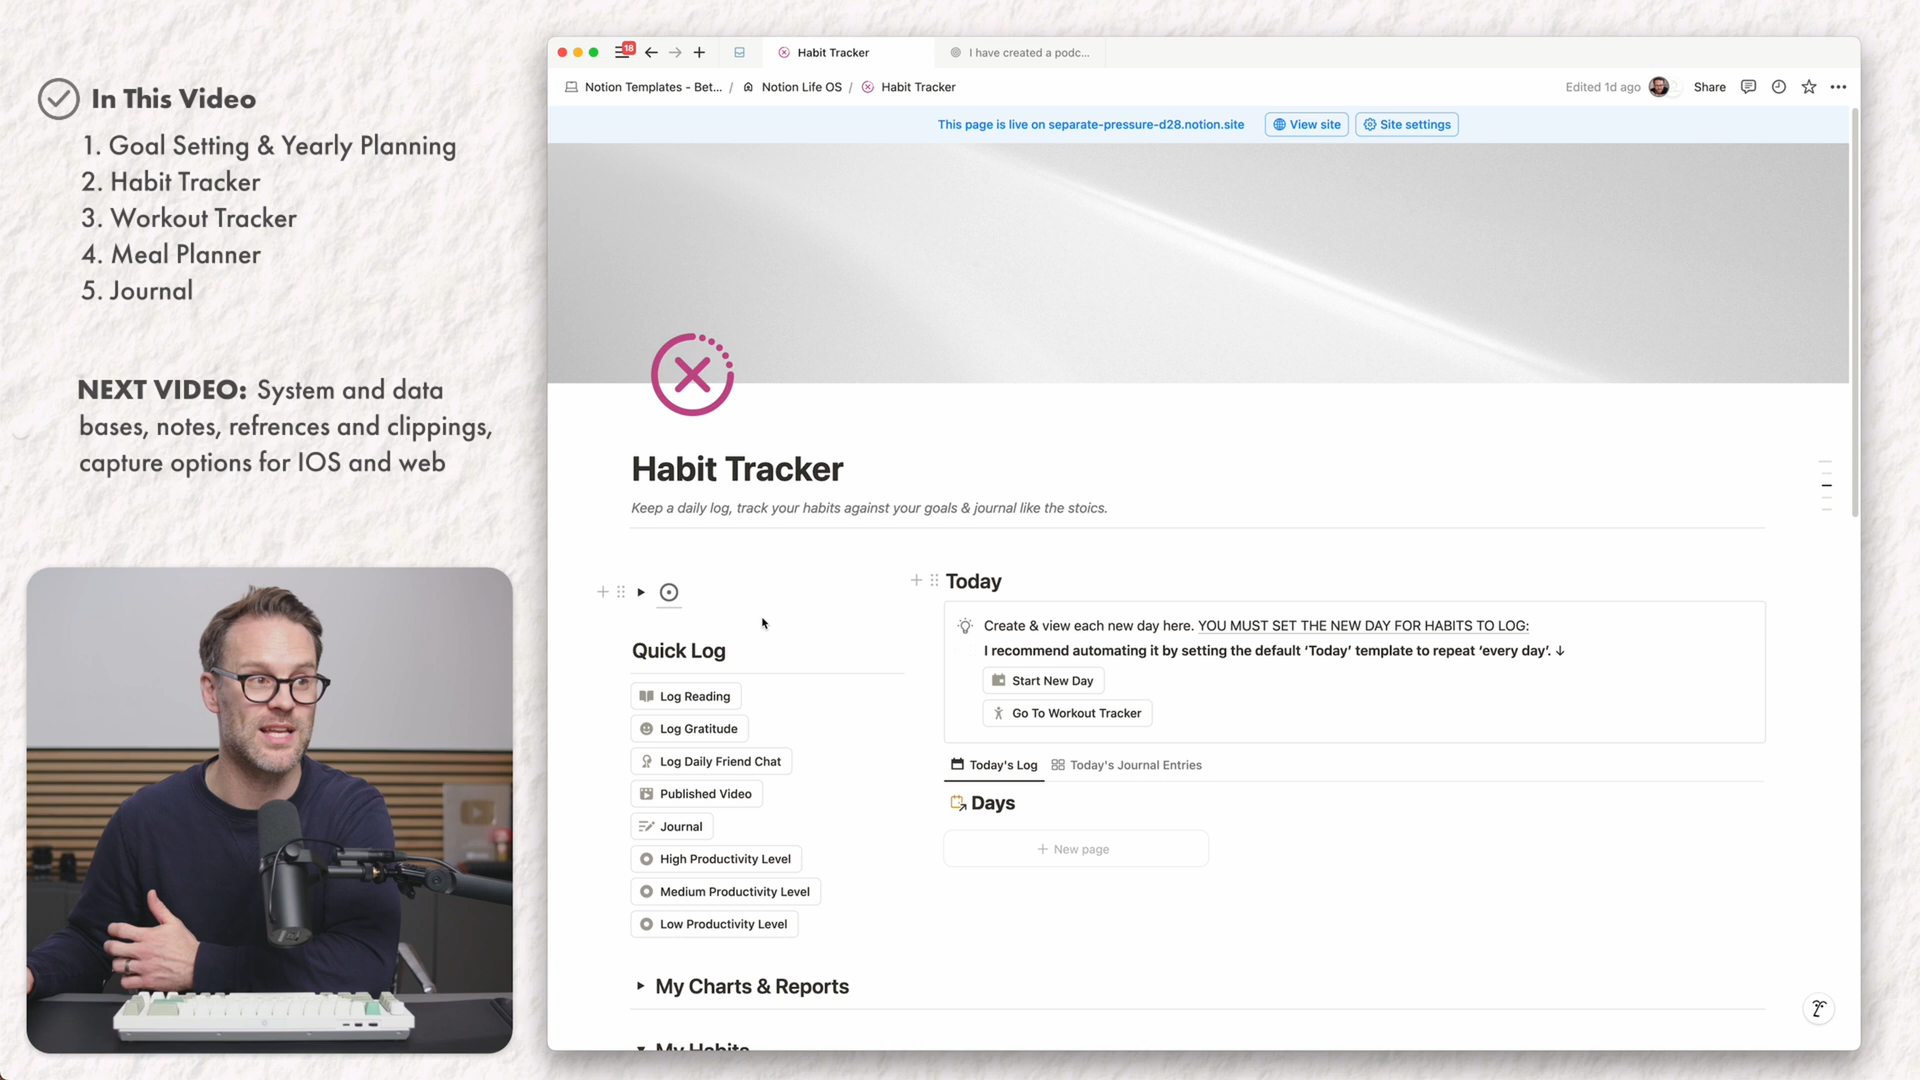 In This Video
1. Goal Setting & Yearly Planning
2. Habit Tracker
3. Workout Tracker
4. Meal Planner
5. Journal
NEXT VIDEO: System and data
bases, notes, refrences and clippings,
capture options for IOS and web
18
Habit Tracker
I have created a podc...
Notion Templates - Bet... / Notion Life OS / Habit Tracker
Edited 1d ago
Share
This page is live on separate-pressure-d28.notion.site
View site
Site settings
Habit Tracker
Keep a daily log, track your habits against your goals & journal like the stoics.
Quick Log
Log Reading
Log Gratitude
Log Daily Friend Chat
Published Video
Journal
High Productivity Level
Medium Productivity Level
Low Productivity Level
Today
Create & view each new day here. YOU MUST SET THE NEW DAY FOR HABITS TO LOG:
I recommend automating it by setting the default ‘Today’ template to repeat ‘every day’. ↓
Start New Day
Go To Workout Tracker
Today's Log
Today's Journal Entries
Days
+ New page
My Charts & Reports
My Habits